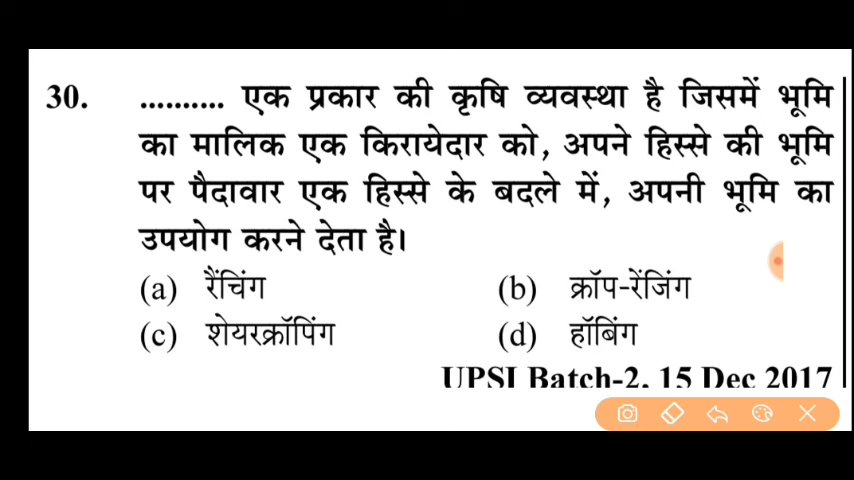 30. .......... एक प्रकार की कृषि व्यवस्था है जिसमें भूमि
का मालिक एक किरायेदार को, अपने हिस्से की भूमि
पर पैदावार एक हिस्से के बदले में, अपनी भूमि का
उपयोग करने देता है।
(a) रैंचिंग (b) क्रॉप-रेंजिंग
(c) शेयरक्रॉपिंग (d) हॉबिंग
UPSI Batch-2, 15 Dec 2017